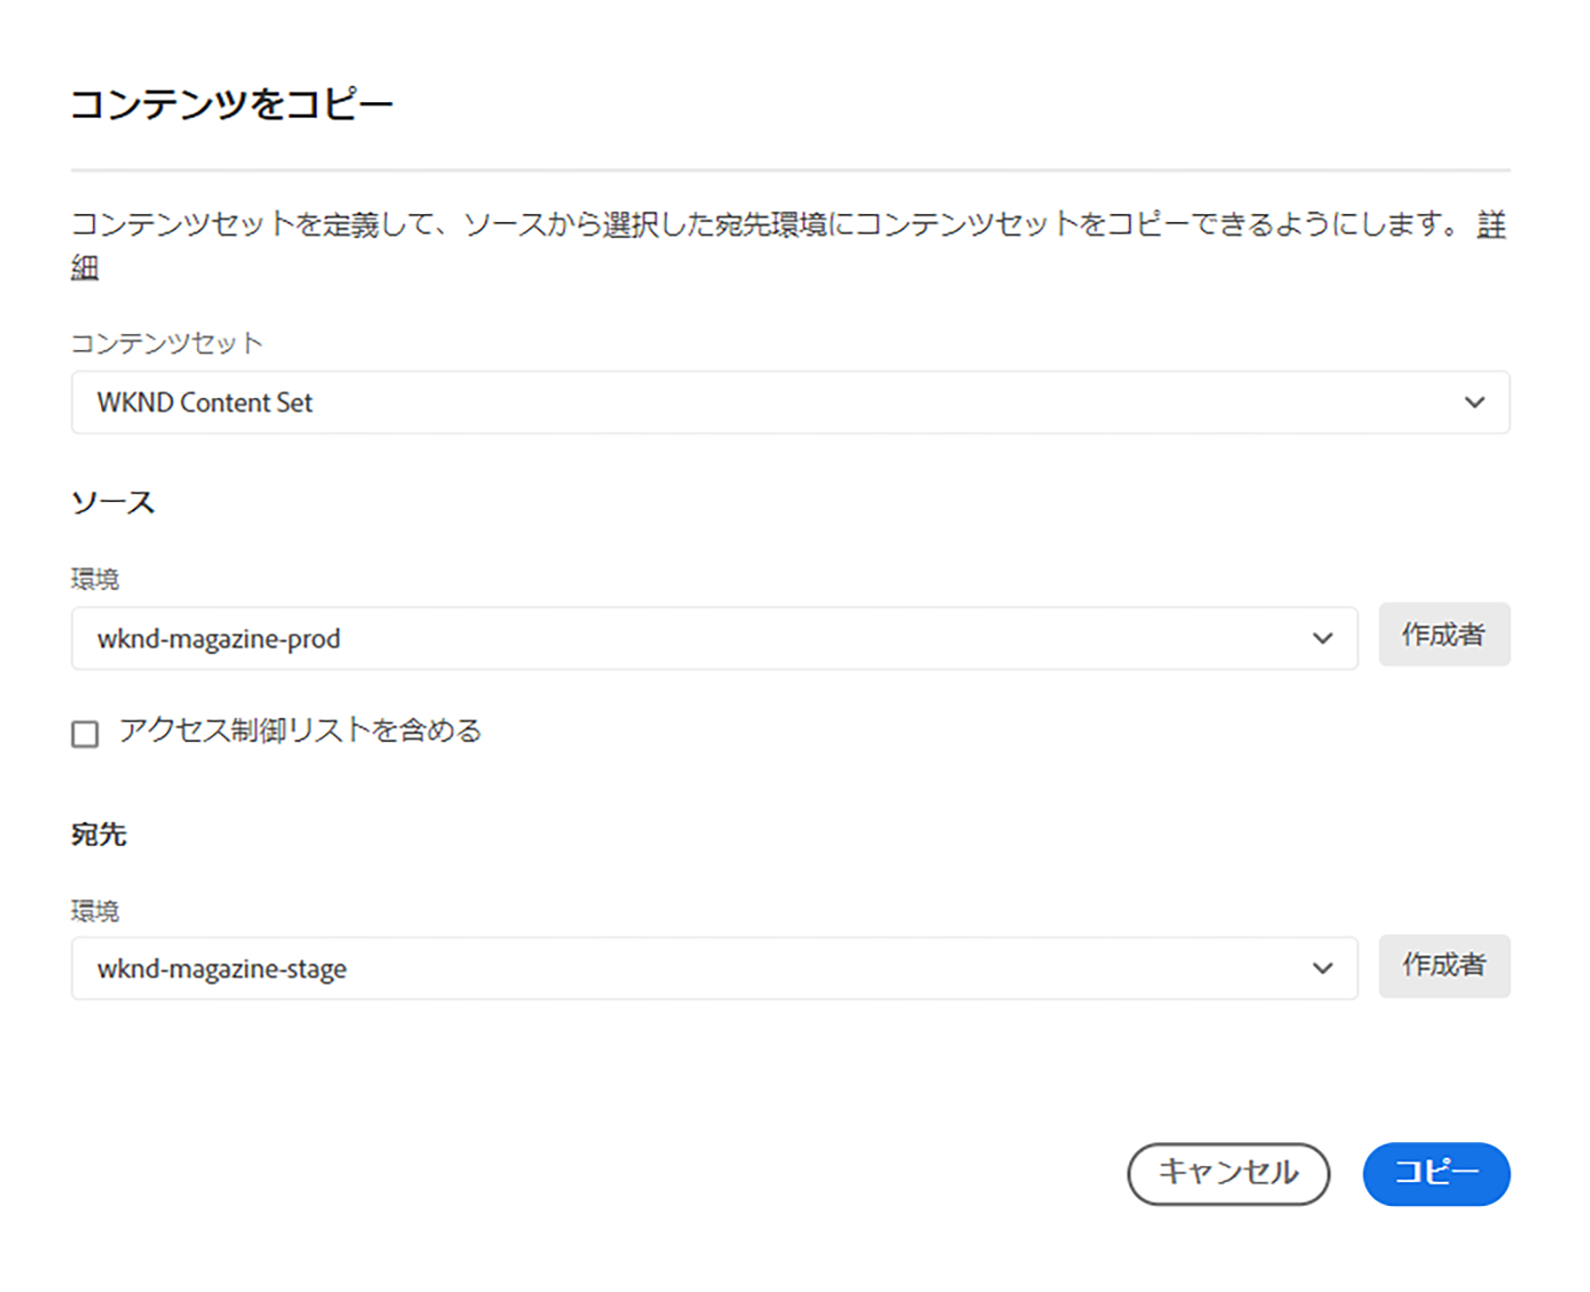 コンテンツをコピー
コンテンツセットを定義して、ソースから選択した宛先環境にコンテンツセットをコピーできるようにします。 詳
細
コンテンツセット
WKND Content Set
ソース
環境
wknd-magazine-prod
作成者
アクセス制御リストを含める
宛先
環境
wknd-magazine-stage
作成者
キャンセル
コピー